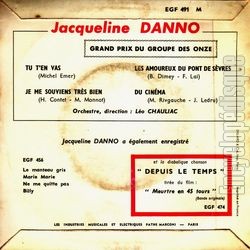 EGF 491 M
Jacqueline DANNO
GRAND PRIX DU GROUPE DES ONZE
TU T'EN VAS
(Michel Emer)
LES AMOUREUX DU PONT DE SÈVRES
(B. Dimey - F. Lai)
JE ME SOUVIENS TRÈS BIEN
(H. Contet - M. Monnot)
DU CINÉMA
(M. Rivgauche - J. Ledru)
Orchestre, direction : Léo CHAULIAC
Jacqueline DANNO a également enregistré
EGF 456
Le manteau gris
Marie Marie
Ne me quitte pas
Billy
et la diabolique chanson
" DEPUIS LE TEMPS "
tirée du film :
" Meurtre en 45 tours "
(Bande originale)
EGF 474
LES INDUSTRIES MUSICALES ET ELECTRIQUES PATHE MARCONI — PARIS